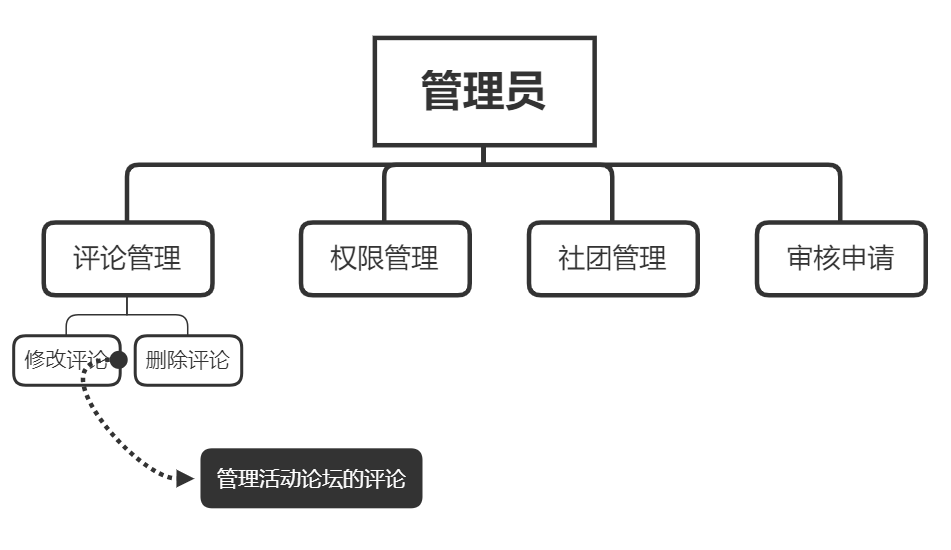 管理员
评论管理
权限管理
社团管理
审核申请
修改评论
删除评论
管理活动论坛的评论